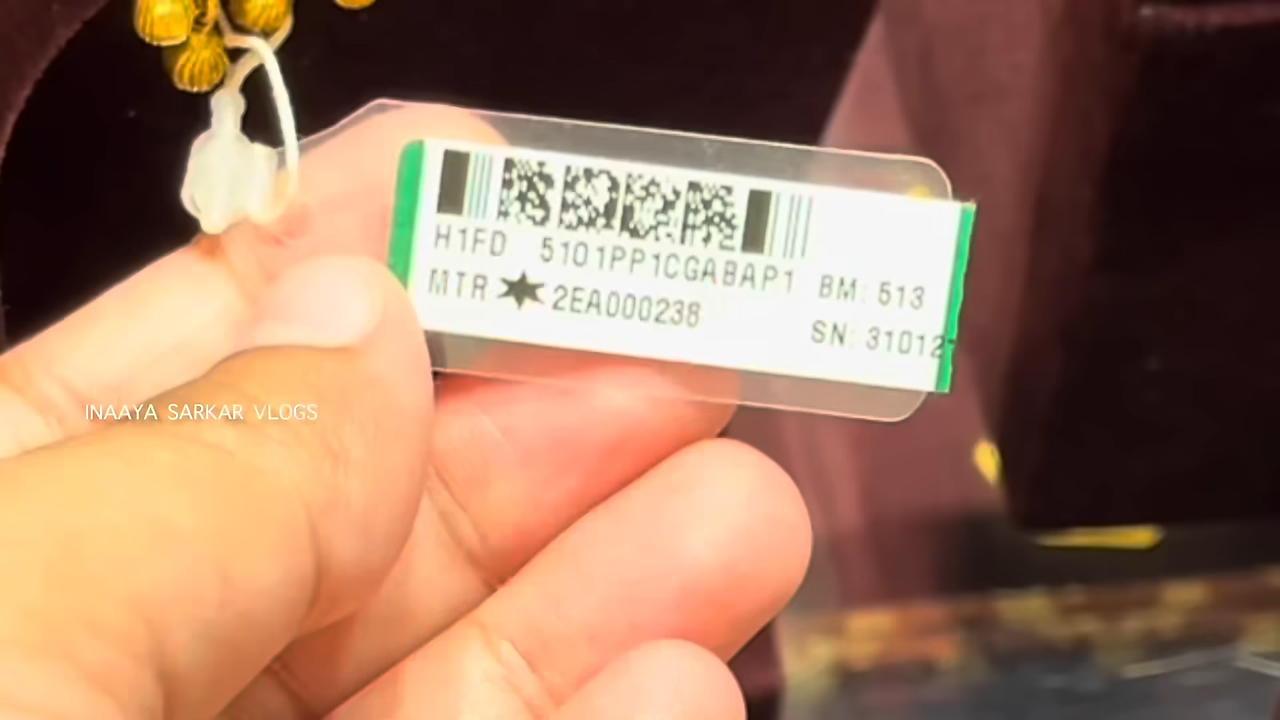 H1FD 5101PP1CGABAP1 BM: 513
MTR 2EA000238
SN: 31012
INAAYA SARKAR VLOGS